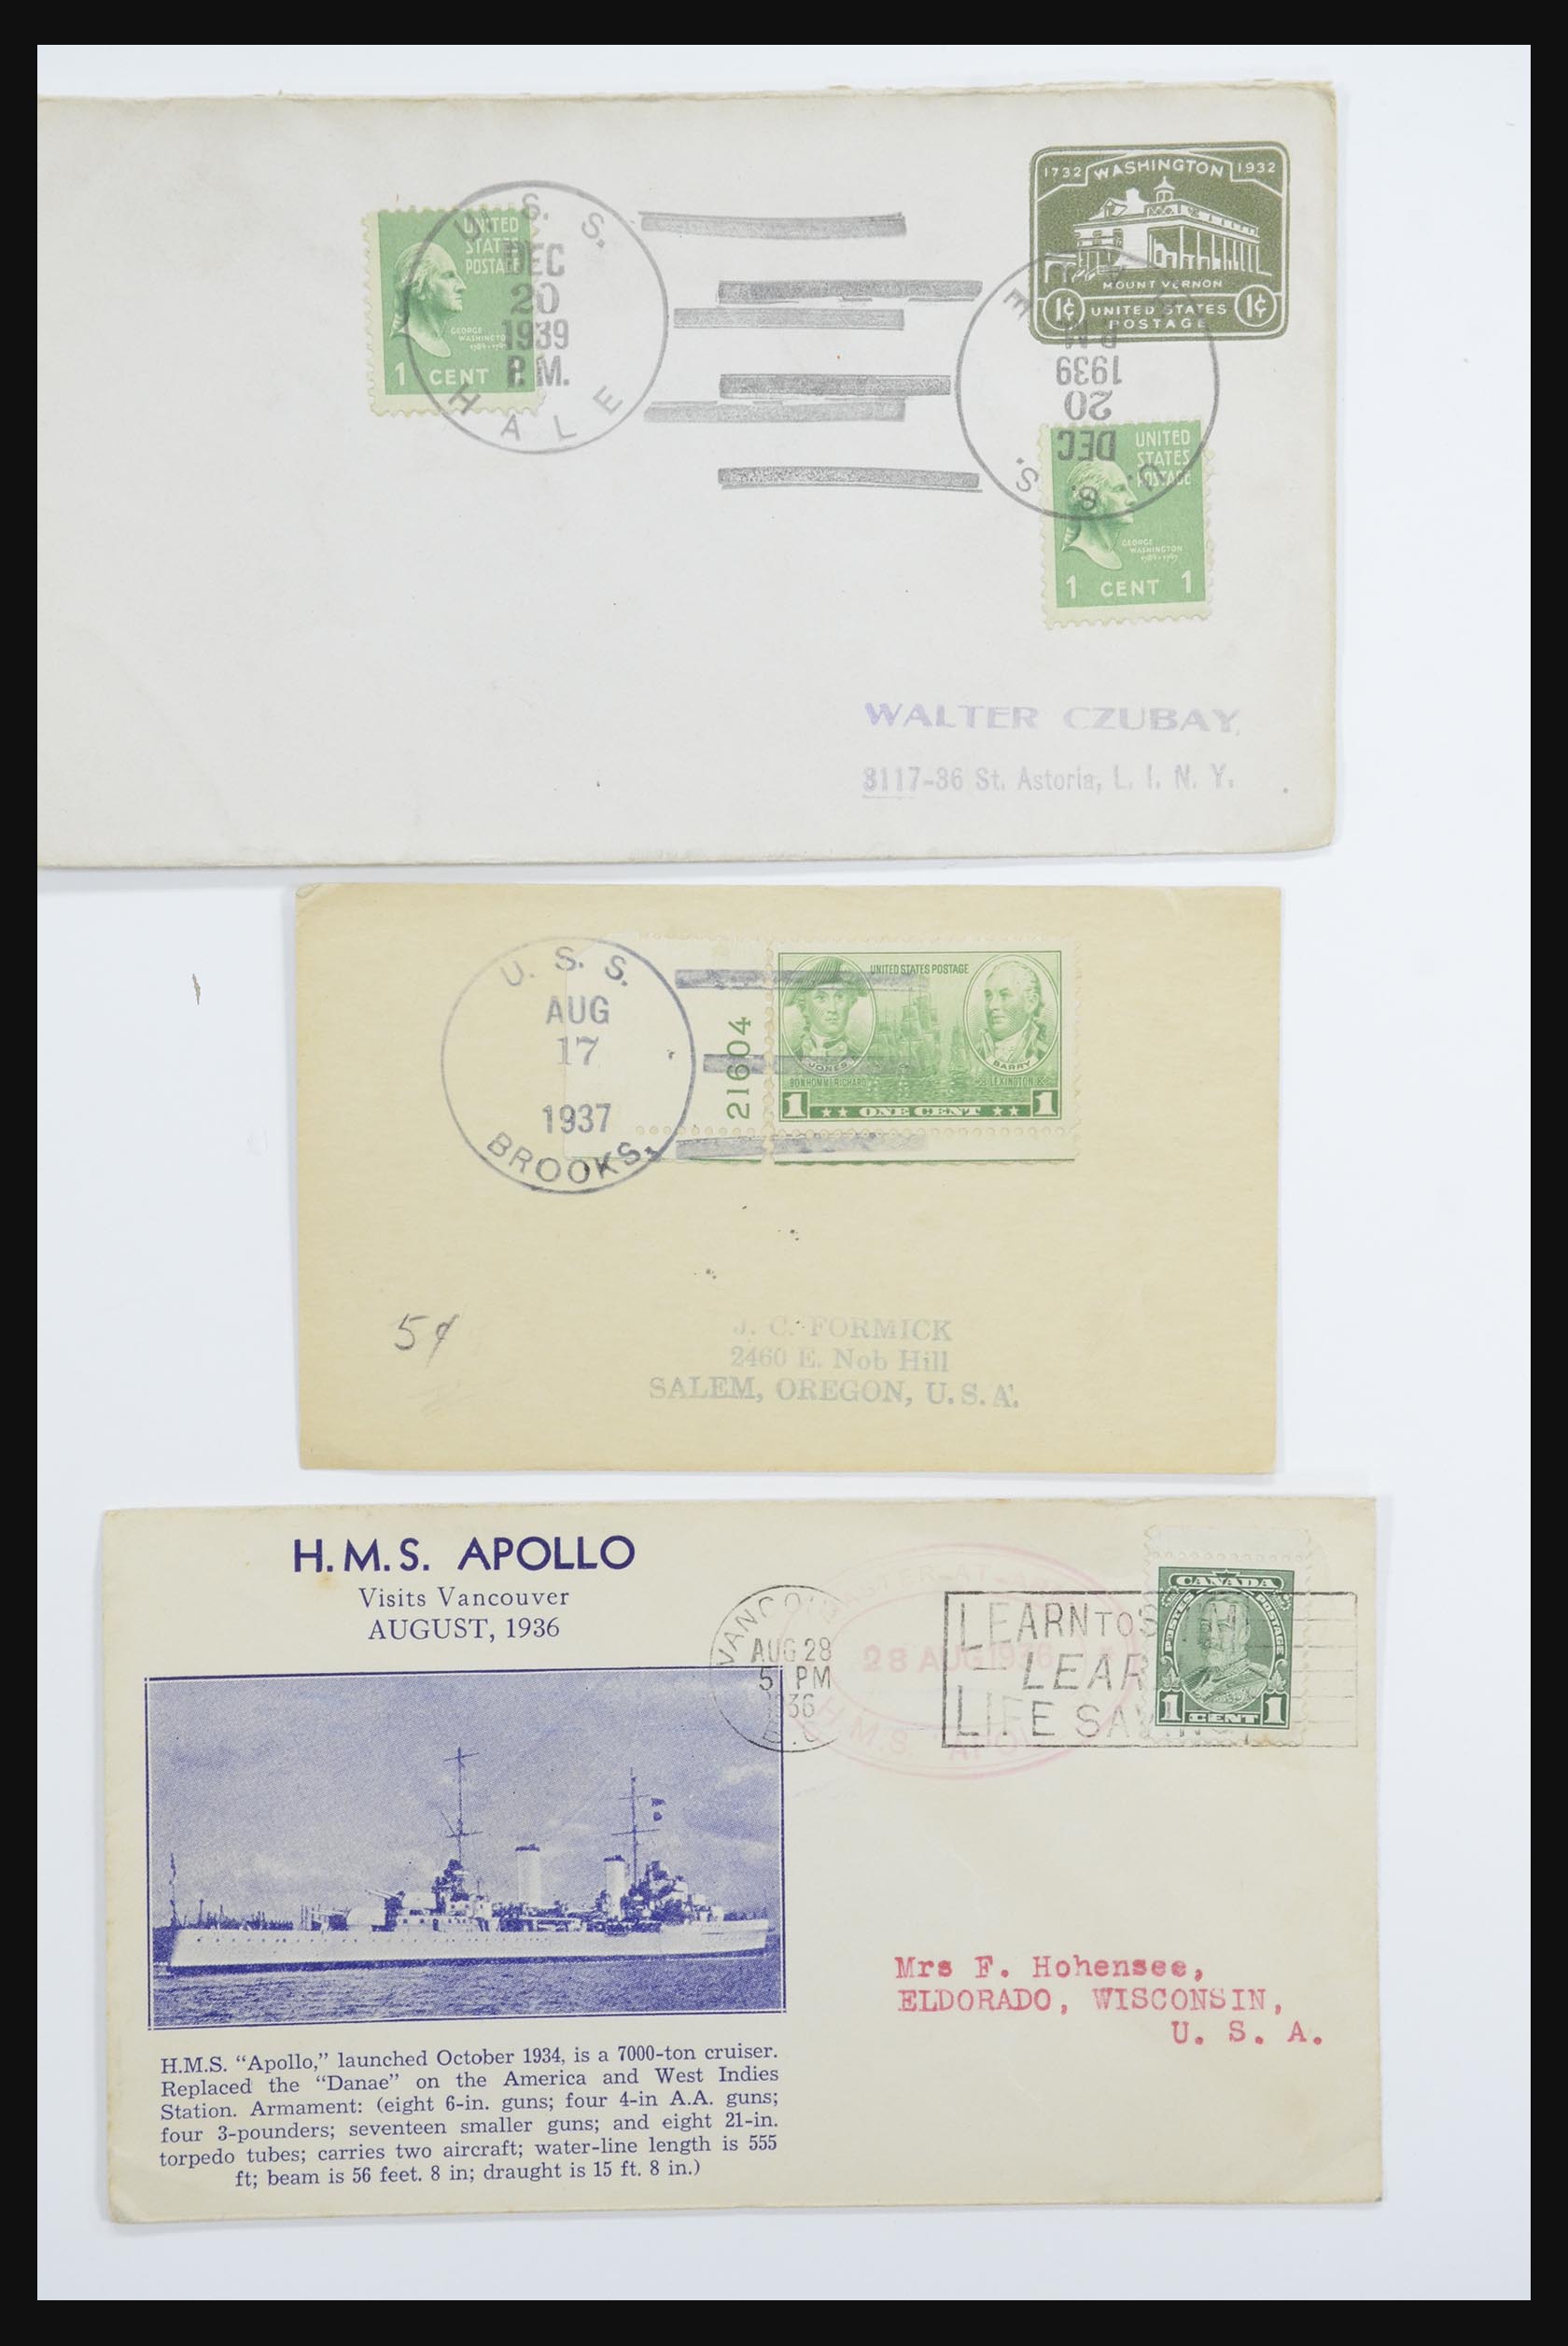 1732 WASHINGTON 1932
MOUNT VERNON
1¢ UNITED STATES 1¢
POSTAGE
U. S. S.
DEC
20
1939
P.M.
HALE
UNITED
STATES
POSTAGE
GEORGE
WASHINGTON
1 CENT
U. S. S.
DEC
20
1939
P.M.
UNITED
STATES
POSTAGE
GEORGE
WASHINGTON
1 CENT 1
WALTER CZUBAY,
3117-36 St. Astoria, L. I. N. Y.
U. S. S.
AUG
17
1937
BROOKS.
21604
UNITED STATES POSTAGE
JONES BARRY
BONHOMME RICHARD LEXINGTON
1 ONE CENT 1
5¢
J. C. FORMICK
2460 E. Nob Hill
SALEM, OREGON, U.S.A.
H.M.S. APOLLO
Visits Vancouver
AUGUST, 1936
VANCOUVER
AUG 28
5 PM
1936
B.C.
28 AUG 1936
H.M.S. APOLLO
LEARN TO S
LEAR
LIFE SAVING
CANADA
POSTES POSTAGE
1 CENT 1
Mrs F. Hohensee,
ELDORADO, WISCONSIN,
U. S. A.
H.M.S. “Apollo,” launched October 1934, is a 7000-ton cruiser.
Replaced the “Danae” on the America and West Indies
Station. Armament: (eight 6-in. guns; four 4-in A.A. guns;
four 3-pounders; seventeen smaller guns; and eight 21-in.
torpedo tubes; carries two aircraft; water-line length is 555
ft; beam is 56 feet. 8 in; draught is 15 ft. 8 in.)